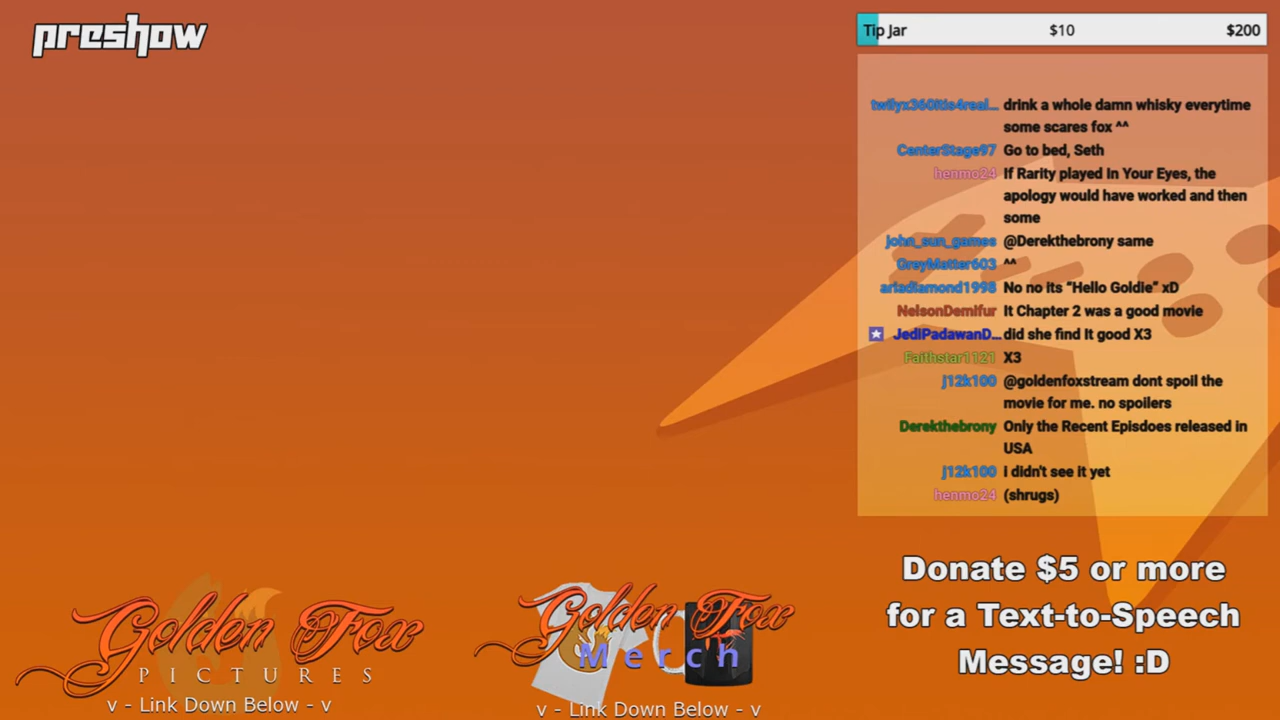 preshow
Tip Jar $10 $200
twilyx360itis4real... drink a whole damn whisky everytime
some scares fox ^^
CenterStage97 Go to bed, Seth
henmo24 If Rarity played In Your Eyes, the
apology would have worked and then
some
john_sun_games @Derekthebrony same
GreyMatter603 ^^
ariadiamond1998 No no its “Hello Goldie” xD
NelsonDemifur It Chapter 2 was a good movie
JediPadawanD... did she find It good X3
Faithstar1121 X3
j12k100 @goldenfoxstream dont spoil the
movie for me. no spoilers
Derekthebrony Only the Recent Episdoes released in
USA
j12k100 i didn't see it yet
henmo24 (shrugs)
Donate $5 or more
for a Text-to-Speech
Message! :D
Golden Fox
PICTURES
v - Link Down Below - v
Golden Fox
Merch
v - Link Down Below - v